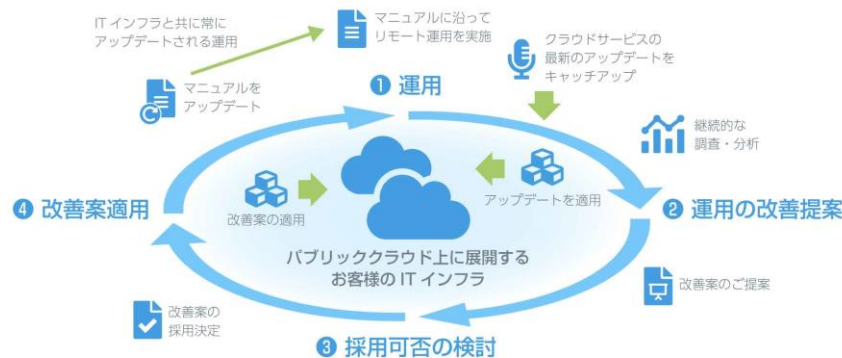 IT インフラと共に常に
アップデートされる運用
マニュアルに沿って
リモート運用を実施
クラウドサービスの
最新のアップデートを
キャッチアップ
マニュアルを
アップデート
❶ 運用
継続的な
調査・分析
改善案の適用
アップデートを適用
❹ 改善案適用
❷ 運用の改善提案
パブリッククラウド上に展開する
お客様の IT インフラ
改善案のご提案
改善案の
採用決定
❸ 採用可否の検討